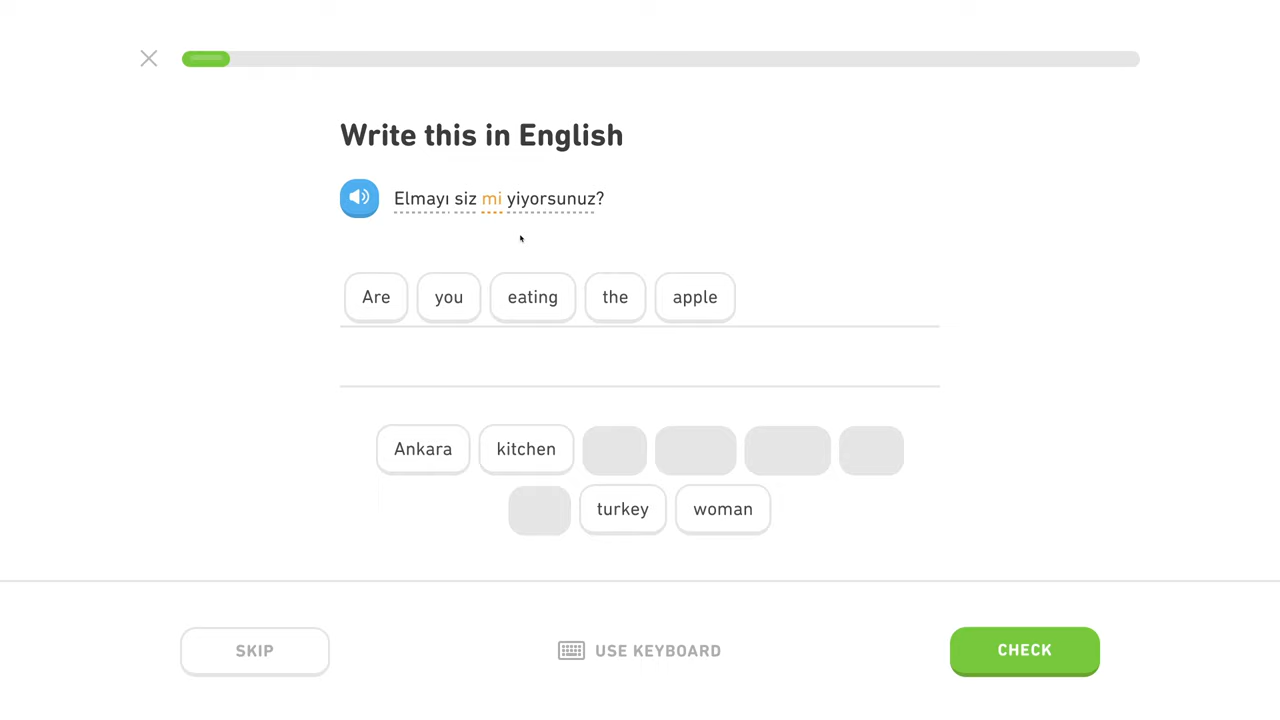 Write this in English
Elmayı siz mi yiyorsunuz?
Are you eating the apple
Ankara kitchen
turkey woman
SKIP USE KEYBOARD CHECK